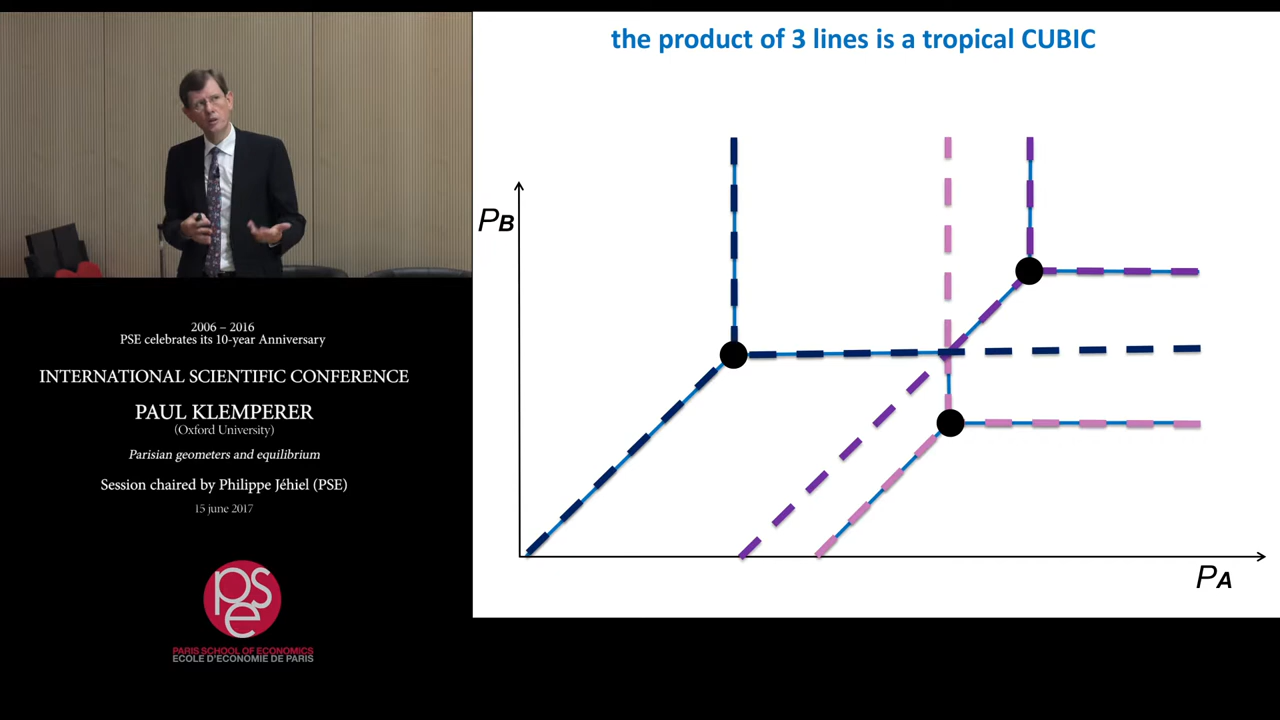 the product of 3 lines is a tropical CUBIC
PB
PA
2006 – 2016
PSE celebrates its 10-year Anniversary
INTERNATIONAL SCIENTIFIC CONFERENCE
PAUL KLEMPERER
(Oxford University)
Parisian geometers and equilibrium
Session chaired by Philippe Jéhiel (PSE)
15 june 2017
pse
PARIS SCHOOL OF ECONOMICS
ECOLE D'ECONOMIE DE PARIS